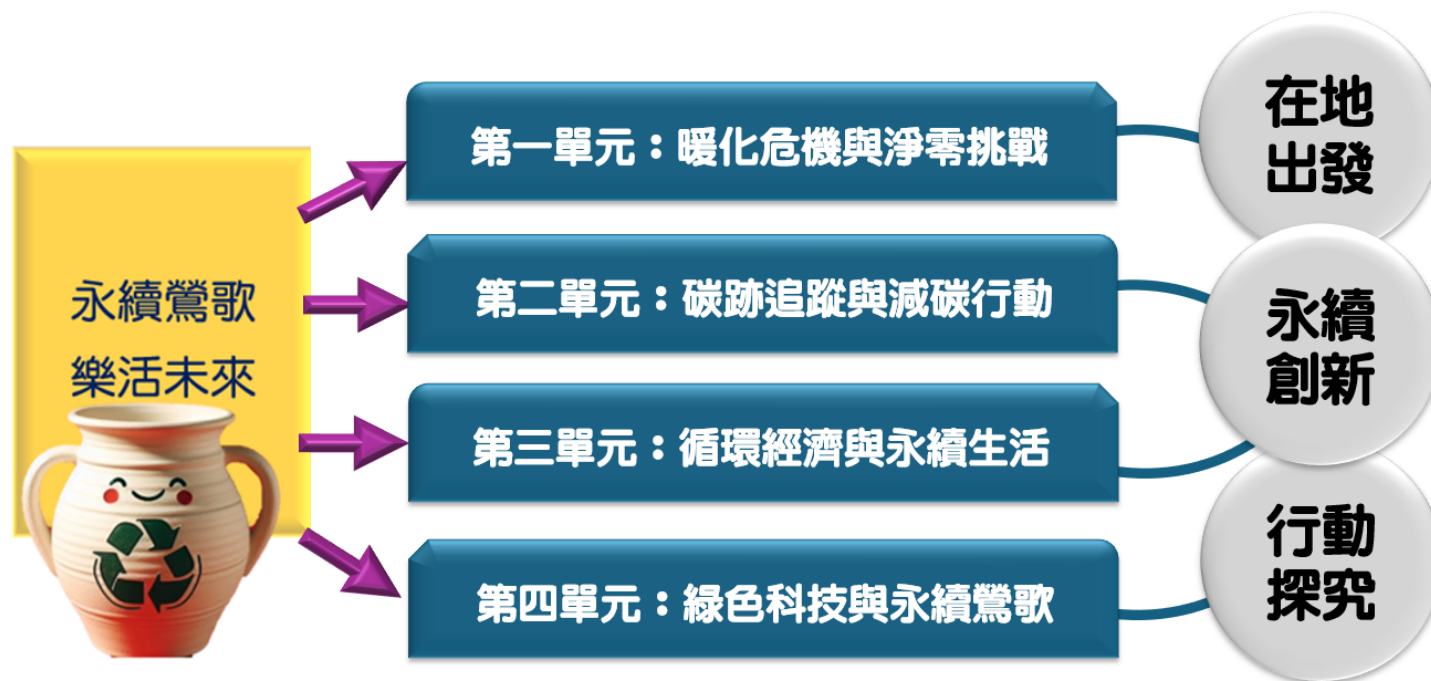 永續鶯歌
樂活未來
第一單元：暖化危機與淨零挑戰
第二單元：碳跡追蹤與減碳行動
第三單元：循環經濟與永續生活
第四單元：綠色科技與永續鶯歌
在地
出發
永續
創新
行動
探究